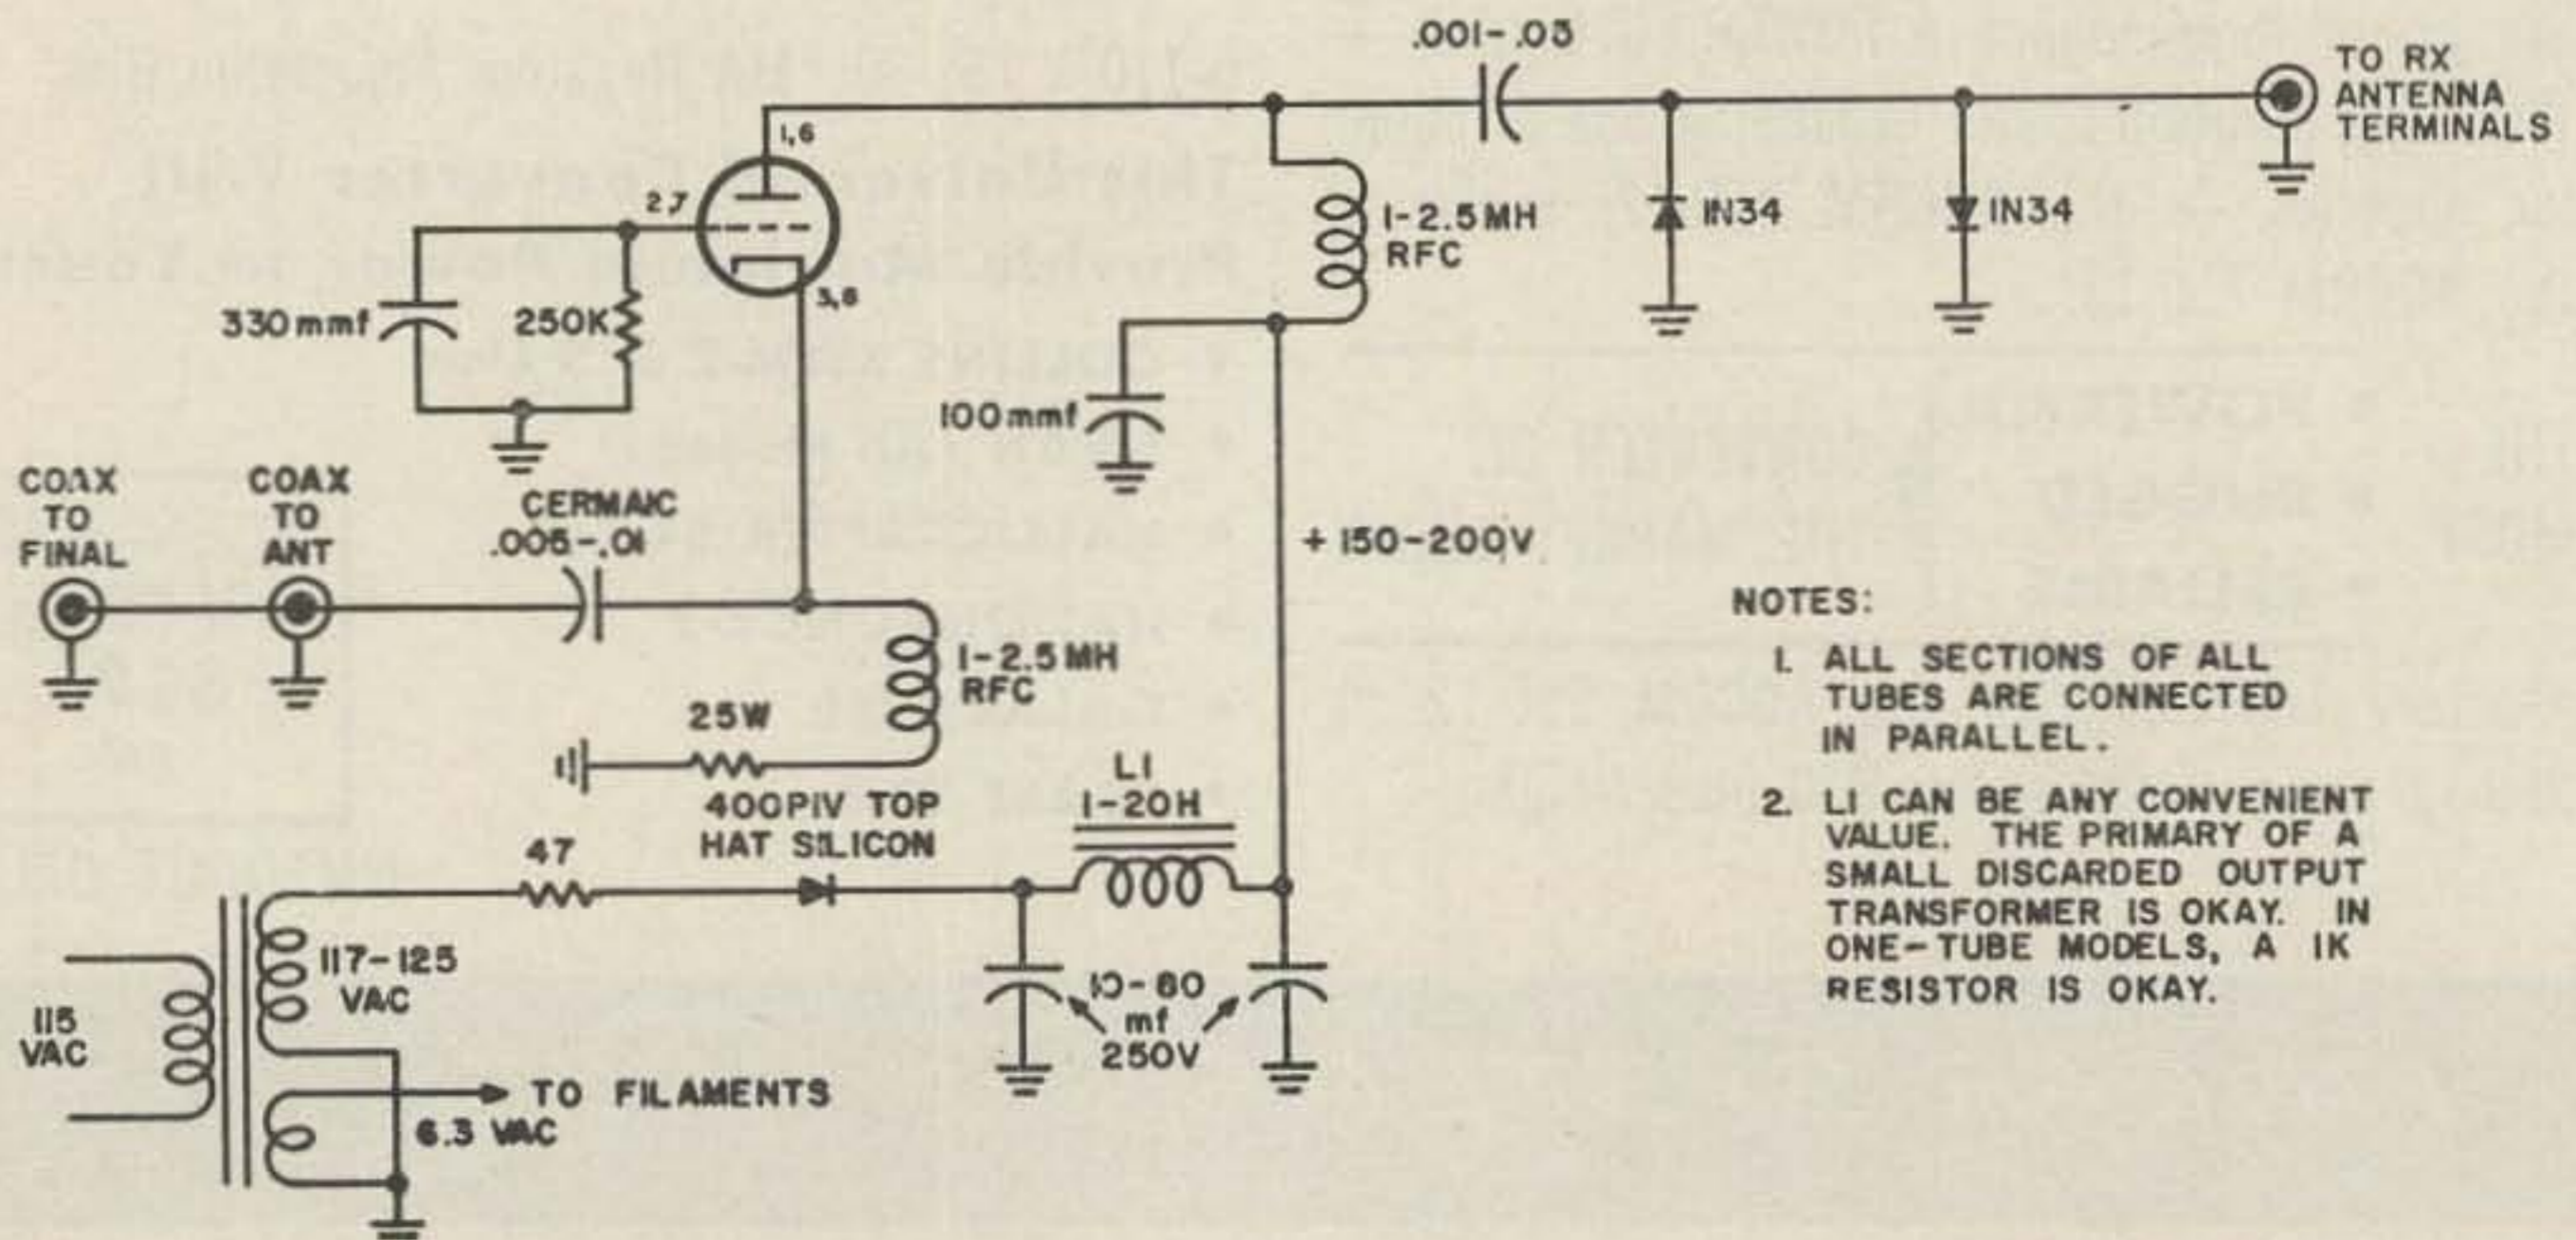 .001-.05
TO RX
ANTENNA
TERMINALS
1,6
2,7
3,8
1-2.5MH
RFC
IN34
IN34
330mmf
250K
100mmf
COAX
TO
FINAL
COAX
TO
ANT
CERMAIC
.005-.01
+150-200V
1-2.5MH
RFC
25W
400PIV TOP
HAT SILICON
L1
1-20H
47
117-125
VAC
115
VAC
10-80
mf
250V
TO FILAMENTS
6.3 VAC
NOTES:
1. ALL SECTIONS OF ALL
TUBES ARE CONNECTED
IN PARALLEL.
2. L1 CAN BE ANY CONVENIENT
VALUE. THE PRIMARY OF A
SMALL DISCARDED OUTPUT
TRANSFORMER IS OKAY. IN
ONE-TUBE MODELS, A 1K
RESISTOR IS OKAY.